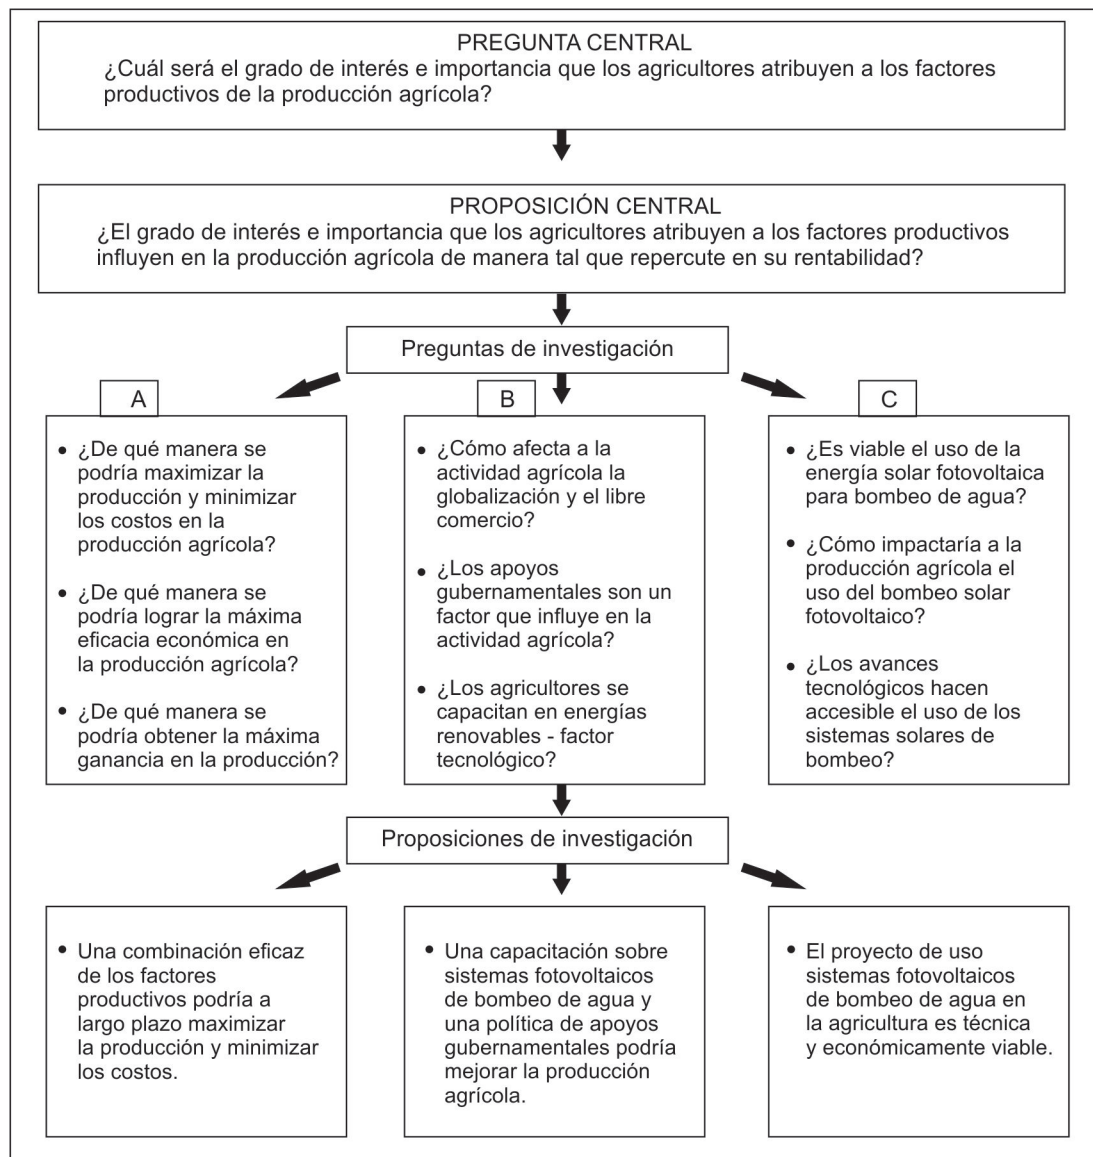 PREGUNTA CENTRAL
¿Cuál será el grado de interés e importancia que los agricultores atribuyen a los factores
productivos de la producción agrícola?
PROPOSICIÓN CENTRAL
¿El grado de interés e importancia que los agricultores atribuyen a los factores productivos
influyen en la producción agrícola de manera tal que repercute en su rentabilidad?
Preguntas de investigación
A
• ¿De qué manera se
podría maximizar la
producción y minimizar
los costos en la
producción agrícola?
• ¿De qué manera se
podría lograr la máxima
eficacia económica en
la producción agrícola?
• ¿De qué manera se
podría obtener la máxima
ganancia en la producción?
B
• ¿Cómo afecta a la
actividad agrícola la
globalización y el libre
comercio?
• ¿Los apoyos
gubernamentales son un
factor que influye en la
actividad agrícola?
• ¿Los agricultores se
capacitan en energías
renovables - factor
tecnológico?
C
• ¿Es viable el uso de la
energía solar fotovoltaica
para bombeo de agua?
• ¿Cómo impactaría a la
producción agrícola el
uso del bombeo solar
fotovoltaico?
• ¿Los avances
tecnológicos hacen
accesible el uso de los
sistemas solares de
bombeo?
Proposiciones de investigación
• Una combinación eficaz
de los factores
productivos podría a
largo plazo maximizar
la producción y minimizar
los costos.
• Una capacitación sobre
sistemas fotovoltaicos
de bombeo de agua y
una política de apoyos
gubernamentales podría
mejorar la producción
agrícola.
• El proyecto de uso
sistemas fotovoltaicos
de bombeo de agua en
la agricultura es técnica
y económicamente viable.